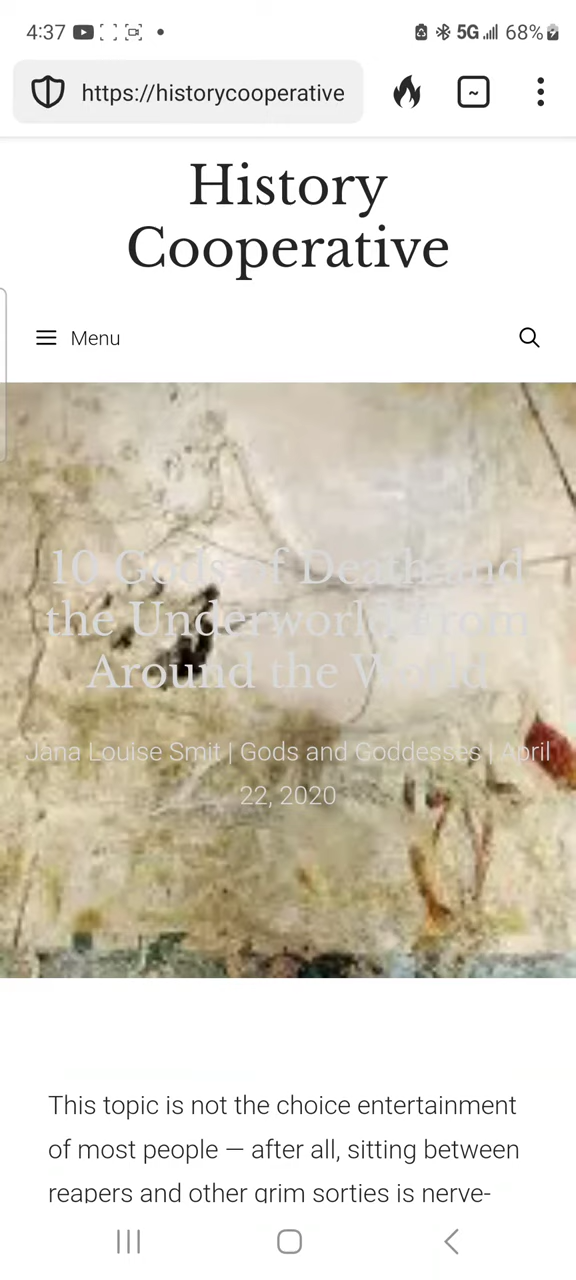 4:37
5G 68%
https://historycooperative
History
Cooperative
Menu
10 Gods of Death and
the Underworld From
Around the World
Jana Louise Smit | Gods and Goddesses | April
22, 2020
This topic is not the choice entertainment
of most people — after all, sitting between
reapers and other grim sorties is nerve-